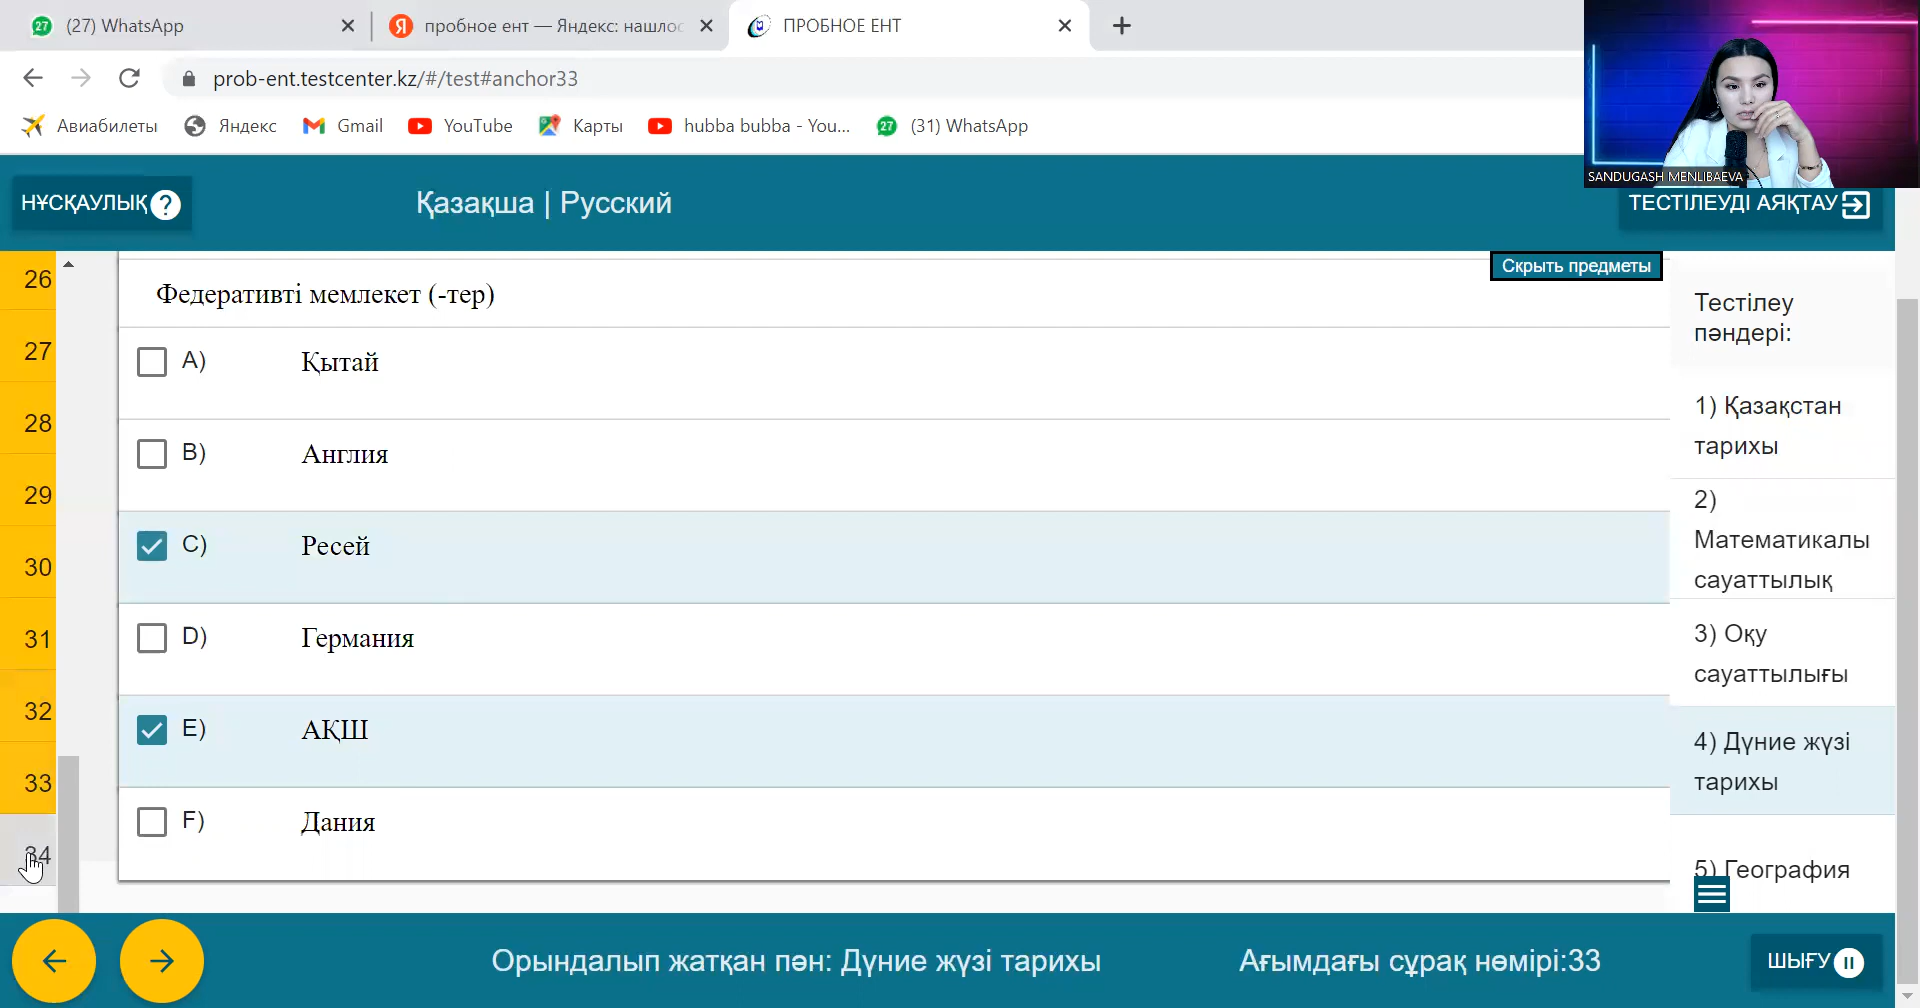 27 (27) WhatsApp
Я пробное ент — Яндекс: нашлос
ПРОБНОЕ ЕНТ
prob-ent.testcenter.kz/#/test#anchor33
Авиабилеты Яндекс Gmail YouTube Карты hubba bubba - You... 27 (31) WhatsApp
SANDUGASH MENLIBAEVA
НҰСҚАУЛЫҚ ?
Қазақша | Русский
ТЕСТІЛЕУДІ АЯҚТАУ
26
27
28
29
30
31
32
33
34
Скрыть предметы
Федеративті мемлекет (-тер)
A) Қытай
B) Англия
C) Ресей
D) Германия
E) АҚШ
F) Дания
Тестілеу
пәндері:
1) Қазақстан
тарихы
2)
Математикалы
сауаттылық
3) Оқу
сауаттылығы
4) Дүние жүзі
тарихы
5) География
Орындалып жатқан пән: Дүние жүзі тарихы
Ағымдағы сұрақ нөмірі:33
ШЫҒУ